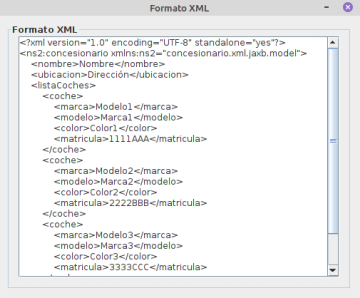 Formato XML
Formato XML
<?xml version="1.0" encoding="UTF-8" standalone="yes"?>
<ns2:concesionario xmlns:ns2="concesionario.xml.jaxb.model">
<nombre>Nombre</nombre>
<ubicacion>Dirección</ubicacion>
<listaCoches>
<coche>
<marca>Modelo1</marca>
<modelo>Marca1</modelo>
<color>Color1</color>
<matricula>1111AAA</matricula>
</coche>
<coche>
<marca>Modelo2</marca>
<modelo>Marca2</modelo>
<color>Color2</color>
<matricula>2222BBB</matricula>
</coche>
<coche>
<marca>Modelo3</marca>
<modelo>Marca3</modelo>
<color>Color3</color>
<matricula>3333CCC</matricula>